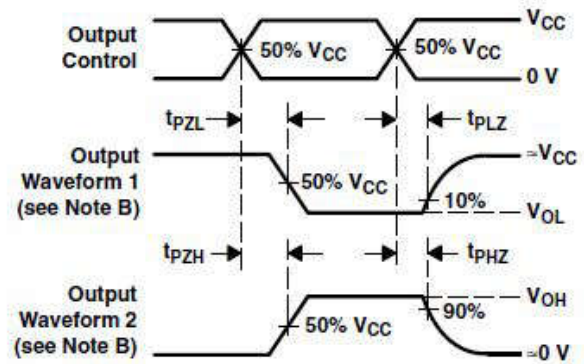 Output Control
50% VCC
50% VCC
VCC
0 V
tPZL
tPLZ
Output Waveform 1 (see Note B)
50% VCC
10%
≈VCC
VOL
tPZH
tPHZ
Output Waveform 2 (see Note B)
50% VCC
90%
VOH
≈0 V